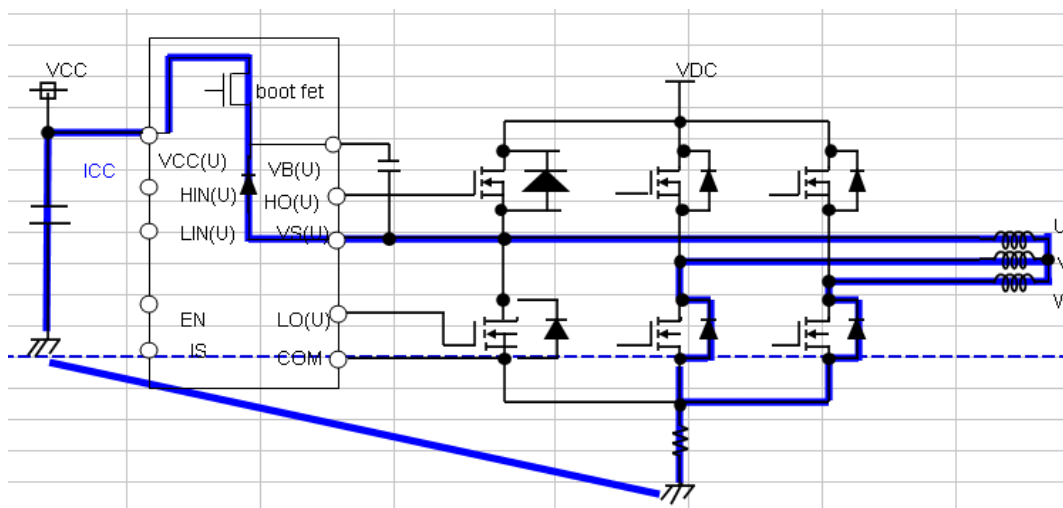 VCC
VDC
boot fet
ICC
VCC(U)
VB(U)
HIN(U)
HO(U)
LIN(U)
VS(U)
U
V
W
EN
LO(U)
IS
COM